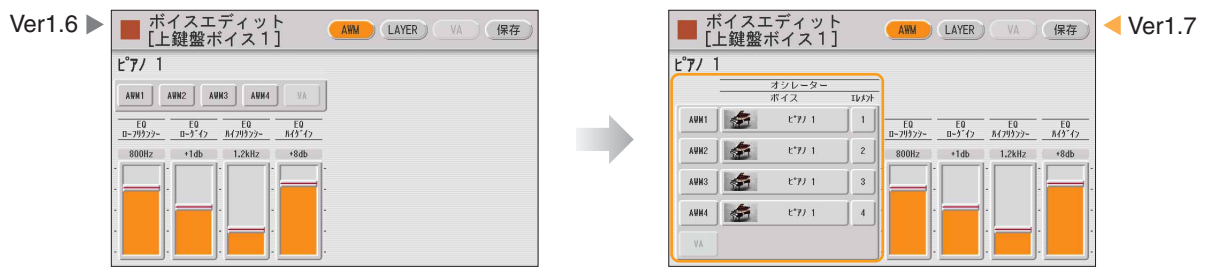 Ver1.6
ボイスエディット
[上鍵盤ボイス1]
AWM LAYER VA 保存
ピアノ 1
AWM1 AWM2 AWM3 AWM4 VA
EQ ローフリクエンシー EQ ローゲイン EQ ハイフリクエンシー EQ ハイゲイン
800Hz +1db 1.2kHz +8db
Ver1.7
ボイスエディット
[上鍵盤ボイス1]
AWM LAYER VA 保存
ピアノ 1
オシレーター
ボイス エレメント
AWM1 ピアノ 1 1
AWM2 ピアノ 1 2
AWM3 ピアノ 1 3
AWM4 ピアノ 1 4
VA
EQ ローフリクエンシー EQ ローゲイン EQ ハイフリクエンシー EQ ハイゲイン
800Hz +1db 1.2kHz +8db